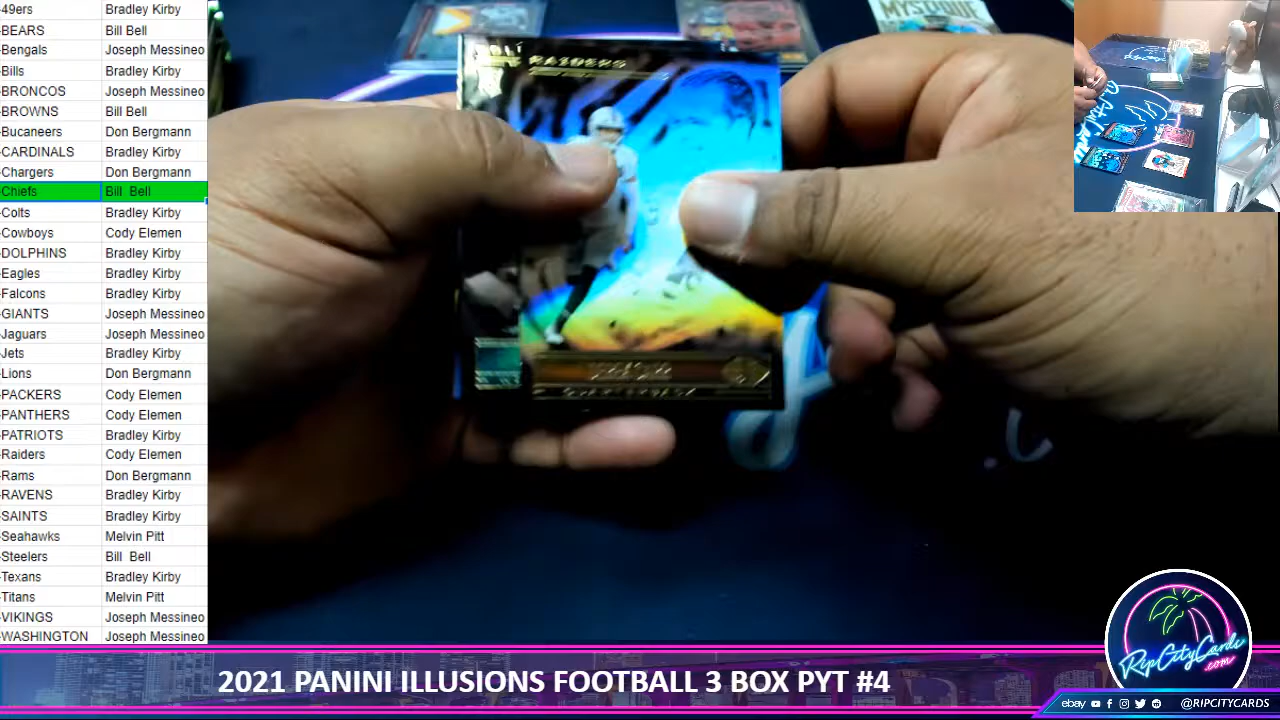 -49ers Bradley Kirby
-BEARS Bill Bell
-Bengals Joseph Messineo
-Bills Bradley Kirby
-BRONCOS Joseph Messineo
-BROWNS Bill Bell
-Bucaneers Don Bergmann
-CARDINALS Bradley Kirby
-Chargers Don Bergmann
-Chiefs Bill Bell
-Colts Bradley Kirby
-Cowboys Cody Elemen
-DOLPHINS Bradley Kirby
-Eagles Bradley Kirby
-Falcons Bradley Kirby
-GIANTS Joseph Messineo
-Jaguars Joseph Messineo
-Jets Bradley Kirby
-Lions Don Bergmann
-PACKERS Cody Elemen
-PANTHERS Cody Elemen
-PATRIOTS Bradley Kirby
-Raiders Cody Elemen
-Rams Don Bergmann
-RAVENS Bradley Kirby
-SAINTS Bradley Kirby
-Seahawks Melvin Pitt
-Steelers Bill Bell
-Texans Bradley Kirby
-Titans Melvin Pitt
-VIKINGS Joseph Messineo
-WASHINGTON Joseph Messineo
MYSTIQUE
RAIDERS
QUARTERBACK
2021 PANINI ILLUSIONS FOOTBALL 3 BOX PYT #4
RipCityCards
.com
ebay @RIPCITYCARDS